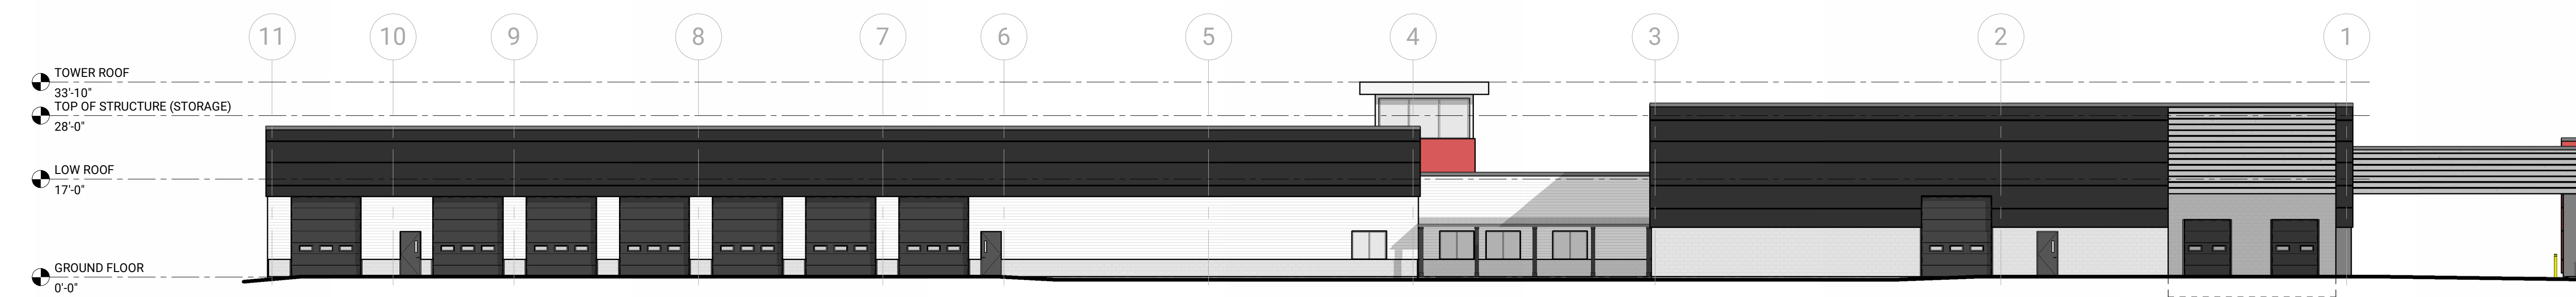 11 10 9 8 7 6 5 4 3 2 1
TOWER ROOF
33'-10"
TOP OF STRUCTURE (STORAGE)
28'-0"
LOW ROOF
17'-0"
GROUND FLOOR
0'-0"